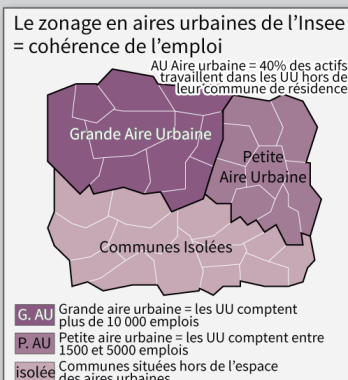 Le zonage en aires urbaines de l'Insee
= cohérence de l'emploi
AU Aire urbaine = 40% des actifs
travaillent dans les UU hors de
leur commune de résidence
Grande Aire Urbaine
Petite
Aire Urbaine
Communes Isolées
G. AU Grande aire urbaine = les UU comptent
plus de 10 000 emplois
P. AU Petite aire urbaine = les UU comptent entre
1500 et 5000 emplois
isolée Communes situées hors de l'espace
des aires urbaines